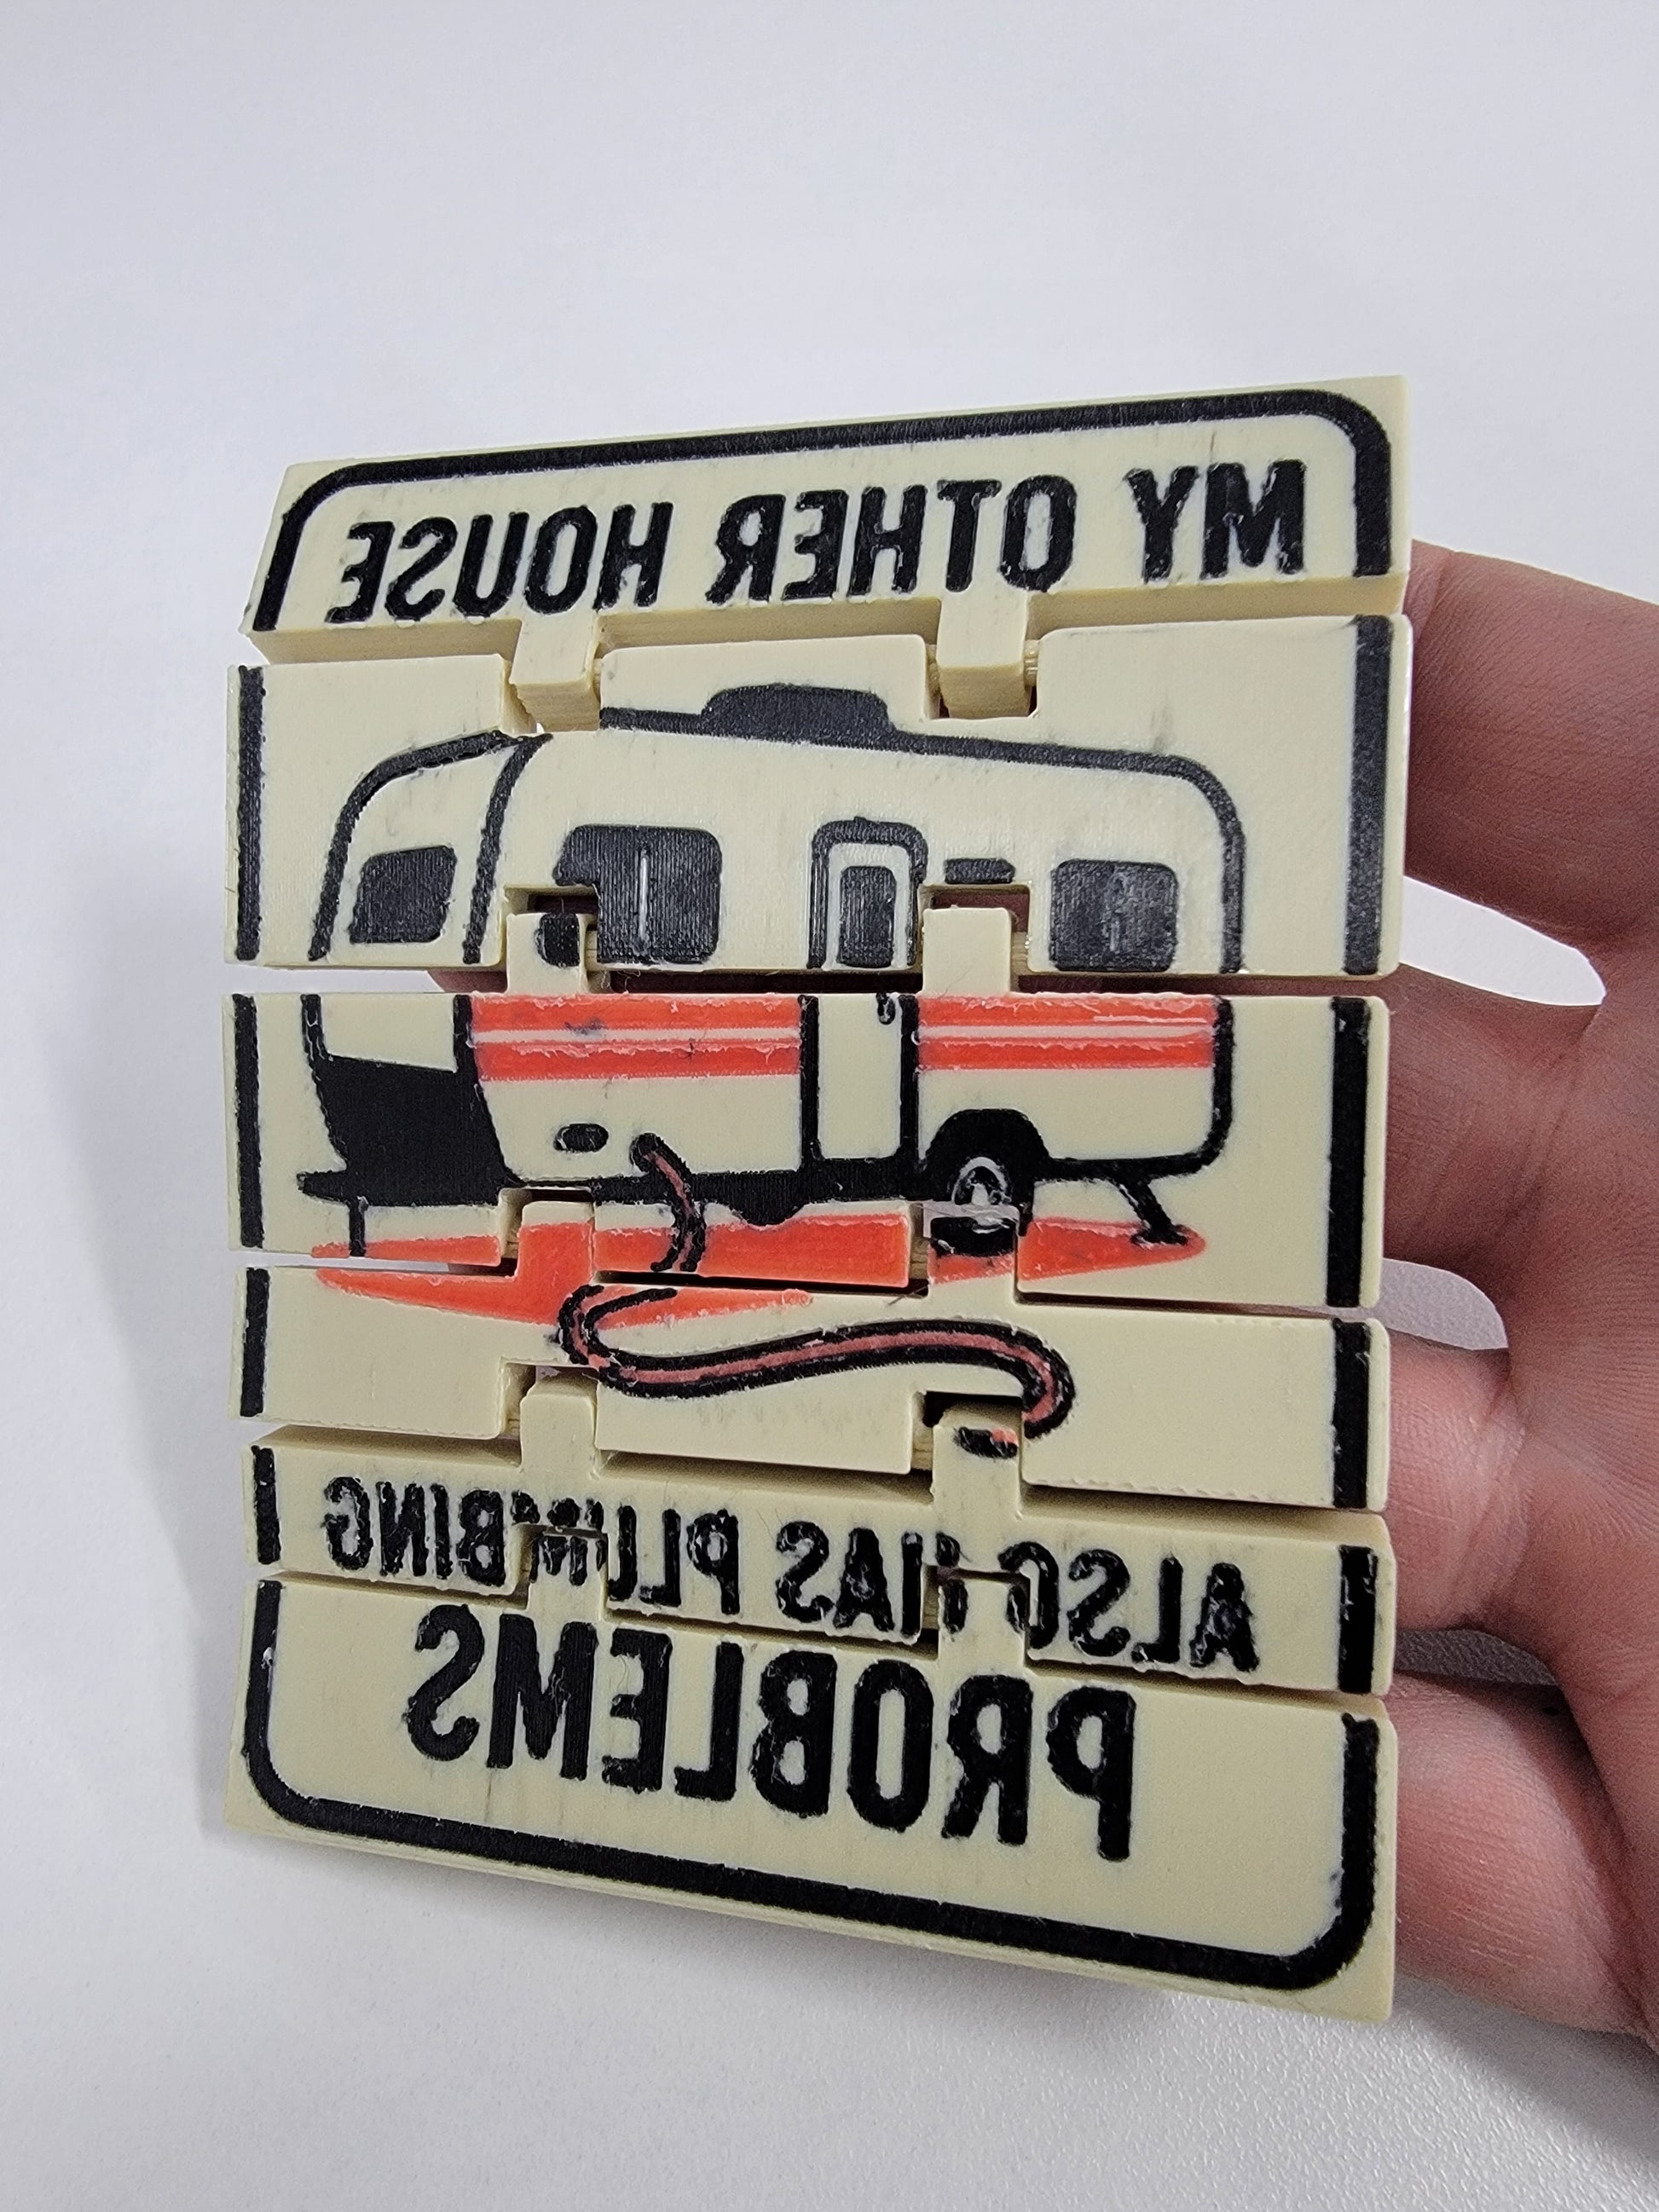 MY OTHER HOUSE
ALSO HAS PLUMBING
PROBLEMS